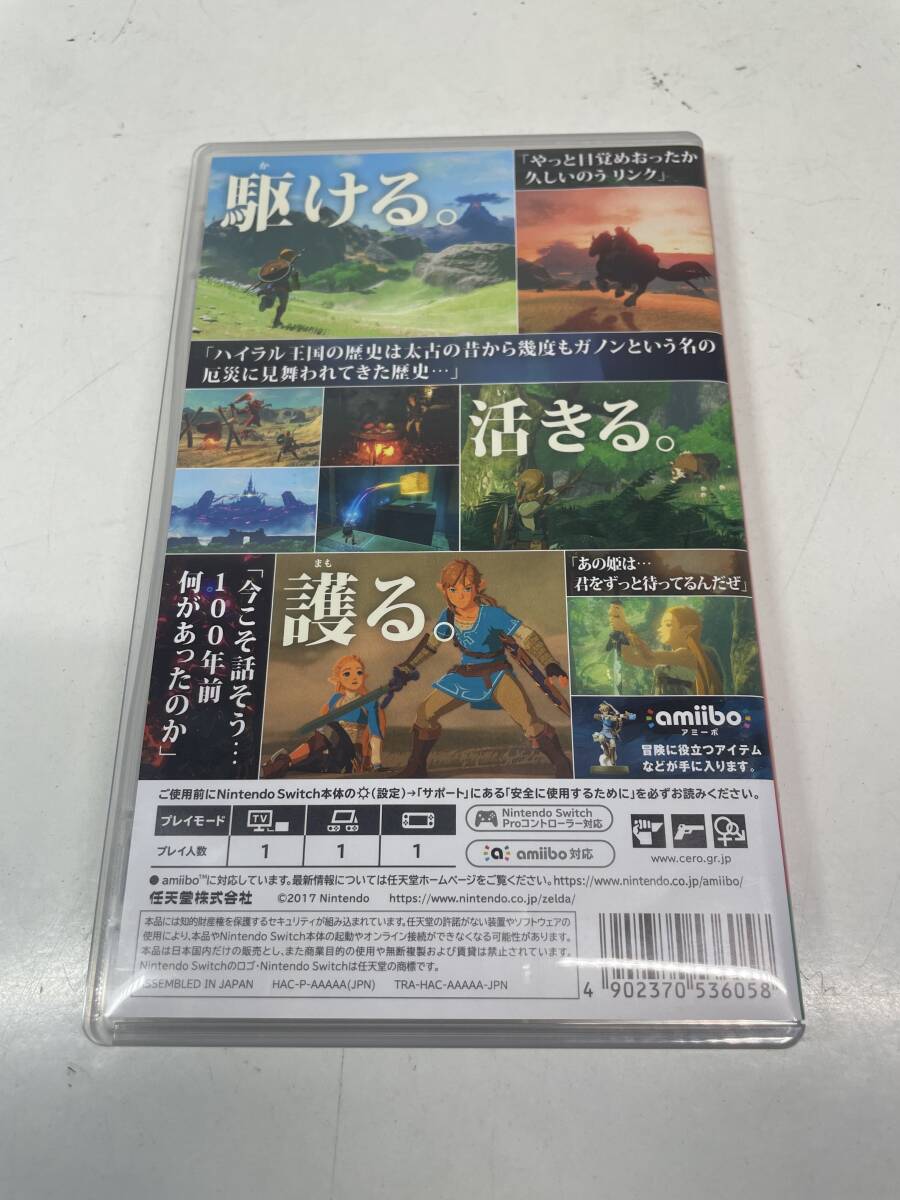 か
駆ける。
「やっと目覚めおったか
久しいのう リンク」
「ハイラル王国の歴史は太古の昔から幾度もガノンという名の
厄災に見舞われてきた歴史…」
活きる。
「今こそ話そう…
100年前
何があったのか」
まも
護る。
「あの姫は…
君をずっと待ってるんだぜ」
amiibo
アミーボ
冒険に役立つアイテム
などが手に入ります。
ご使用前にNintendo Switch本体の(設定)→「サポート」にある「安全に使用するために」を必ずお読みください。
プレイモード TV
プレイ人数 1 1 1
Nintendo Switch
Proコントローラー対応
amiibo 対応
www.cero.gr.jp
●amiibo™に対応しています。最新情報については任天堂ホームページをご覧ください。https://www.nintendo.co.jp/amiibo/
任天堂株式会社 ©2017 Nintendo https://www.nintendo.co.jp/zelda/
本品には知的財産権を保護するセキュリティが組み込まれています。任天堂の許諾がない装置やソフトウェアの
使用により、本品やNintendo Switch本体の起動やオンライン接続ができなくなる可能性があります。
本品は日本国内だけの販売とし、また商業目的の使用や無断複製および賃貸は禁止されています。
Nintendo Switchのロゴ・Nintendo Switchは任天堂の商標です。
ASSEMBLED IN JAPAN HAC-P-AAAAA(JPN) TRA-HAC-AAAAA-JPN
4 902370 536058